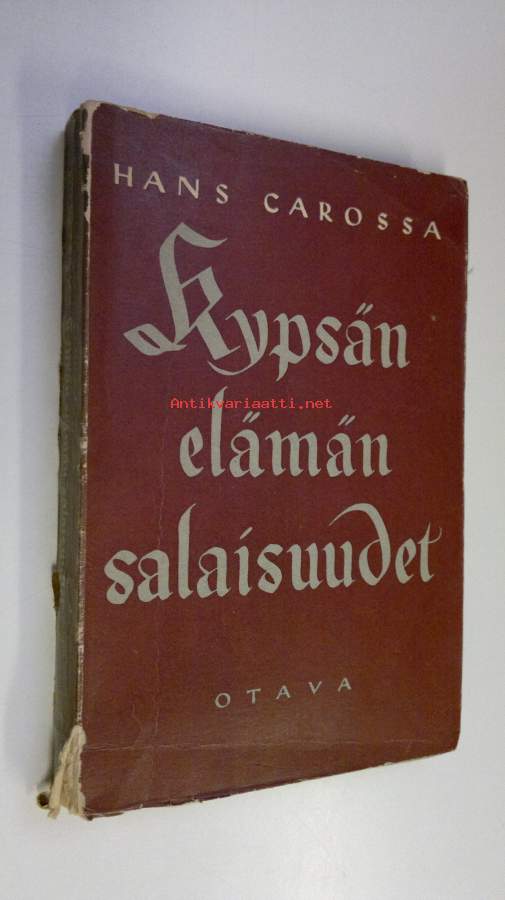 HANS CAROSSA
Kypsän
Antikvariaatti.net
elämän
salaisuudet
OTAVA